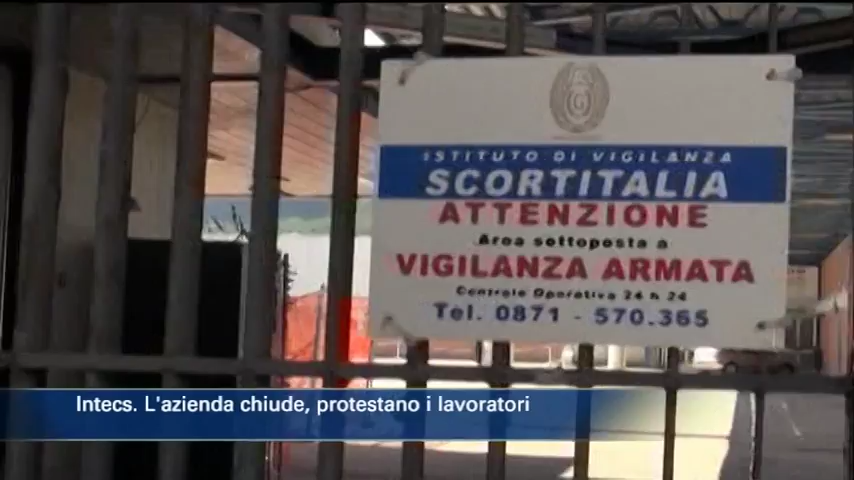 ISTITUTO DI VIGILANZA
SCORTITALIA
ATTENZIONE
Area sottoposta a
VIGILANZA ARMATA
Centrale Operativa 24 h 24
Tel. 0871 - 570.365
Intecs. L'azienda chiude, protestano i lavoratori